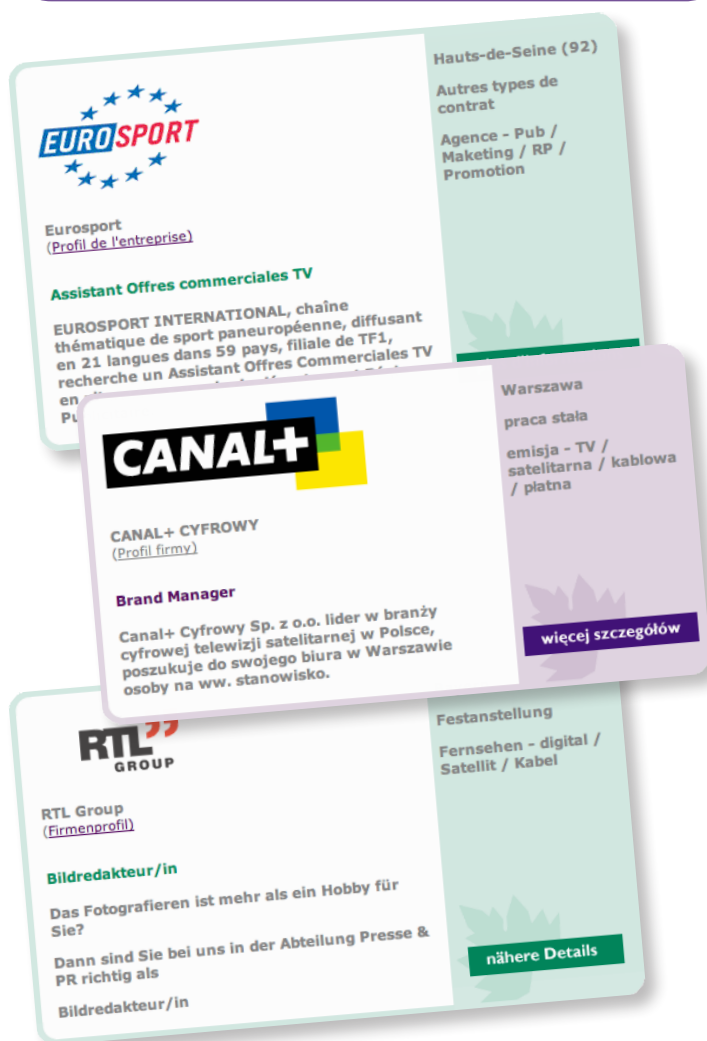 EUROSPORT
Hauts-de-Seine (92)
Autres types de
contrat
Agence - Pub /
Maketing / RP /
Promotion
Eurosport
(Profil de l'entreprise)
Assistant Offres commerciales TV
EUROSPORT INTERNATIONAL, chaîne
thématique de sport paneuropéenne, diffusant
en 21 langues dans 59 pays, filiale de TF1,
recherche un Assistant Offres Commerciales TV
en
CANAL+
Warszawa
praca stała
emisja - TV /
satelitarna / kablowa
/ płatna
CANAL+ CYFROWY
(Profil firmy)
Brand Manager
Canal+ Cyfrowy Sp. z o.o. lider w branży
cyfrowej telewizji satelitarnej w Polsce,
poszukuje do swojego biura w Warszawie
osoby na ww. stanowisko.
więcej szczegółów
RTL
GROUP
Festanstellung
Fernsehen - digital /
Satellit / Kabel
RTL Group
(Firmenprofil)
Bildredakteur/in
Das Fotografieren ist mehr als ein Hobby für
Sie?
Dann sind Sie bei uns in der Abteilung Presse &
PR richtig als
Bildredakteur/in
nähere Details